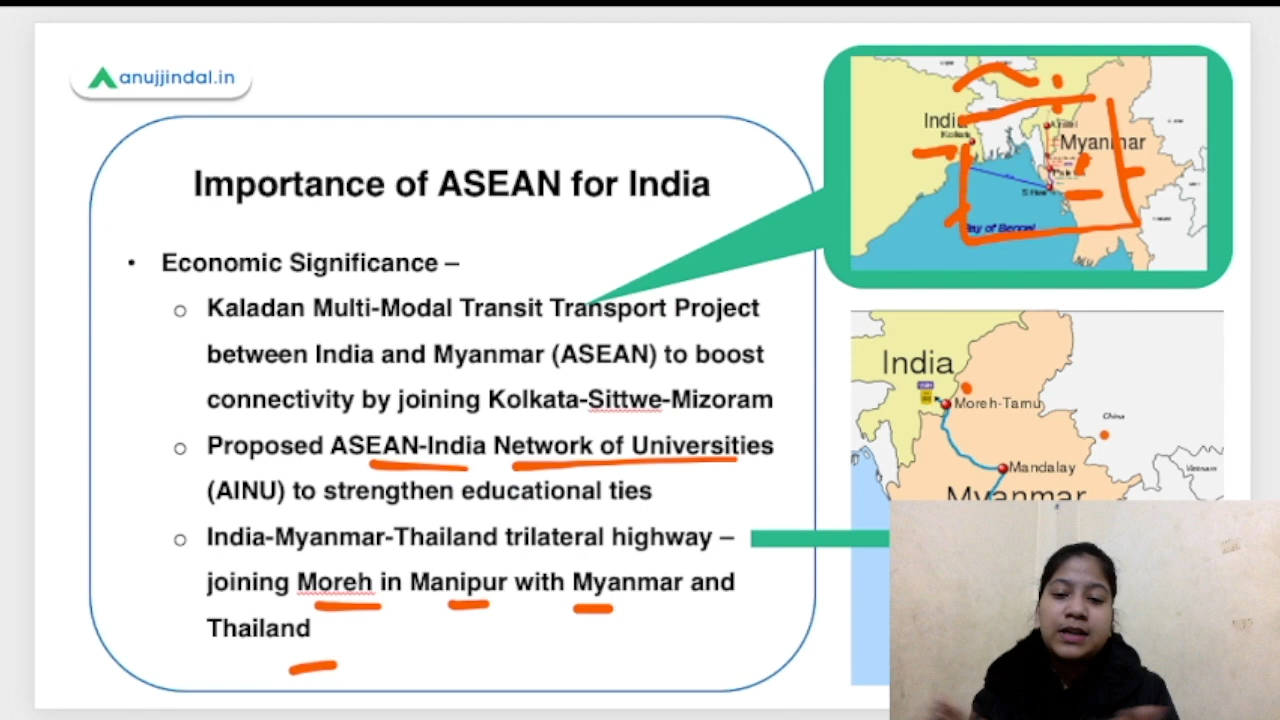 anujjindal.in
Importance of ASEAN for India
• Economic Significance –
o Kaladan Multi-Modal Transit Transport Project
between India and Myanmar (ASEAN) to boost
connectivity by joining Kolkata-Sittwe-Mizoram
o Proposed ASEAN-India Network of Universities
(AINU) to strengthen educational ties
o India-Myanmar-Thailand trilateral highway –
joining Moreh in Manipur with Myanmar and
Thailand
India
Kolkata
Myanmar
Bay of Bengal
India
Moreh-Tamu
China
Mandalay
Vietnam
Myanmar